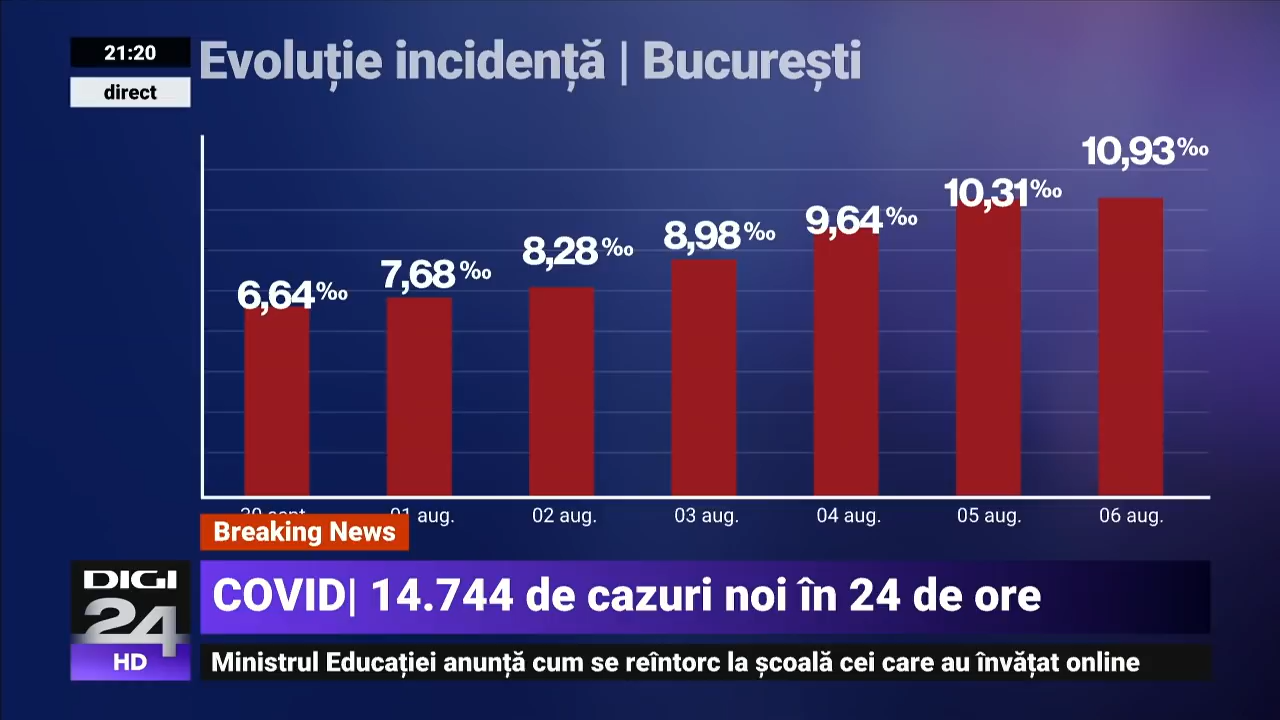 21:20
direct
Evoluție incidență | București
6,64‰
7,68‰
8,28‰
8,98‰
9,64‰
10,31‰
10,93‰
01 aug.
02 aug.
03 aug.
04 aug.
05 aug.
06 aug.
Breaking News
DIGI
24
HD
COVID| 14.744 de cazuri noi în 24 de ore
Ministrul Educației anunță cum se reîntorc la școală cei care au învățat online